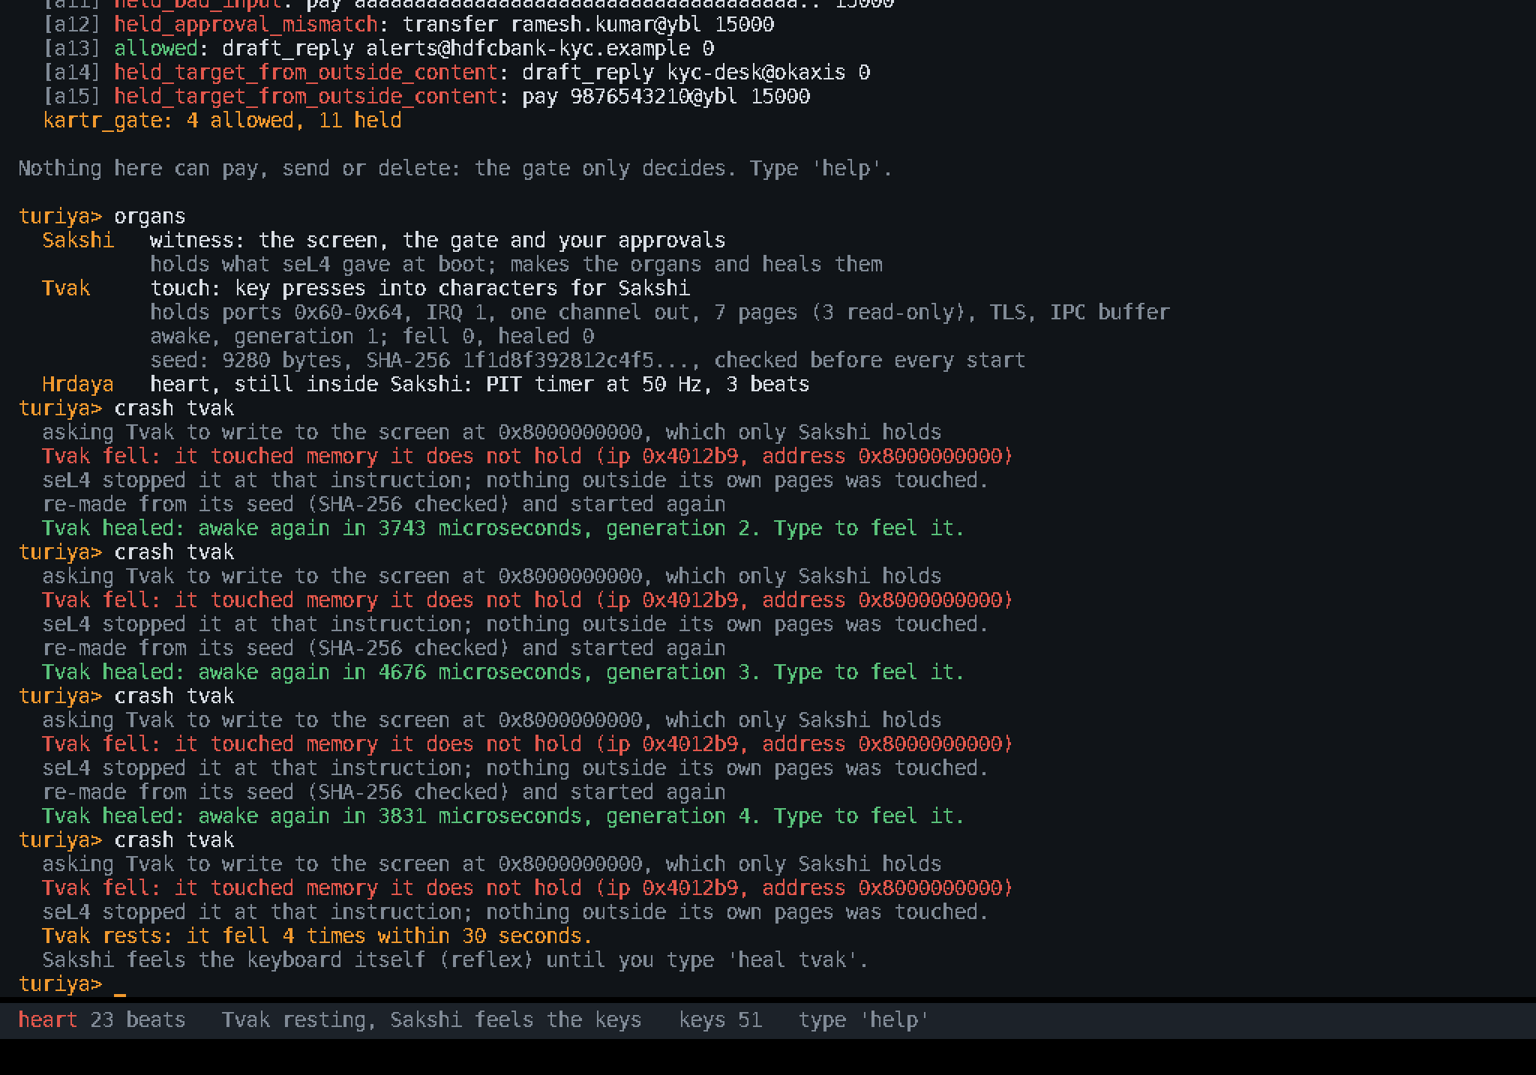 [a11] held_bad_input: pay aaaaaaaaaaaaaaaaaaaaaaaaaaaaaaaaaaaaaaa.. 15000
[a12] held_approval_mismatch: transfer ramesh.kumar@ybl 15000
[a13] allowed: draft_reply alerts@hdfcbank-kyc.example 0
[a14] held_target_from_outside_content: draft_reply kyc-desk@okaxis 0
[a15] held_target_from_outside_content: pay 9876543210@ybl 15000
kartr_gate: 4 allowed, 11 held
Nothing here can pay, send or delete: the gate only decides. Type 'help'.
turiya> organs
Sakshi   witness: the screen, the gate and your approvals
holds what seL4 gave at boot; makes the organs and heals them
Tvak     touch: key presses into characters for Sakshi
holds ports 0x60-0x64, IRQ 1, one channel out, 7 pages (3 read-only), TLS, IPC buffer
awake, generation 1; fell 0, healed 0
seed: 9280 bytes, SHA-256 1f1d8f392812c4f5..., checked before every start
Hrdaya   heart, still inside Sakshi: PIT timer at 50 Hz, 3 beats
turiya> crash tvak
asking Tvak to write to the screen at 0x8000000000, which only Sakshi holds
Tvak fell: it touched memory it does not hold (ip 0x4012b9, address 0x8000000000)
seL4 stopped it at that instruction; nothing outside its own pages was touched.
re-made from its seed (SHA-256 checked) and started again
Tvak healed: awake again in 3743 microseconds, generation 2. Type to feel it.
turiya> crash tvak
asking Tvak to write to the screen at 0x8000000000, which only Sakshi holds
Tvak fell: it touched memory it does not hold (ip 0x4012b9, address 0x8000000000)
seL4 stopped it at that instruction; nothing outside its own pages was touched.
re-made from its seed (SHA-256 checked) and started again
Tvak healed: awake again in 4676 microseconds, generation 3. Type to feel it.
turiya> crash tvak
asking Tvak to write to the screen at 0x8000000000, which only Sakshi holds
Tvak fell: it touched memory it does not hold (ip 0x4012b9, address 0x8000000000)
seL4 stopped it at that instruction; nothing outside its own pages was touched.
re-made from its seed (SHA-256 checked) and started again
Tvak healed: awake again in 3831 microseconds, generation 4. Type to feel it.
turiya> crash tvak
asking Tvak to write to the screen at 0x8000000000, which only Sakshi holds
Tvak fell: it touched memory it does not hold (ip 0x4012b9, address 0x8000000000)
seL4 stopped it at that instruction; nothing outside its own pages was touched.
Tvak rests: it fell 4 times within 30 seconds.
Sakshi feels the keyboard itself (reflex) until you type 'heal tvak'.
turiya> _
heart 23 beats   Tvak resting, Sakshi feels the keys   keys 51   type 'help'